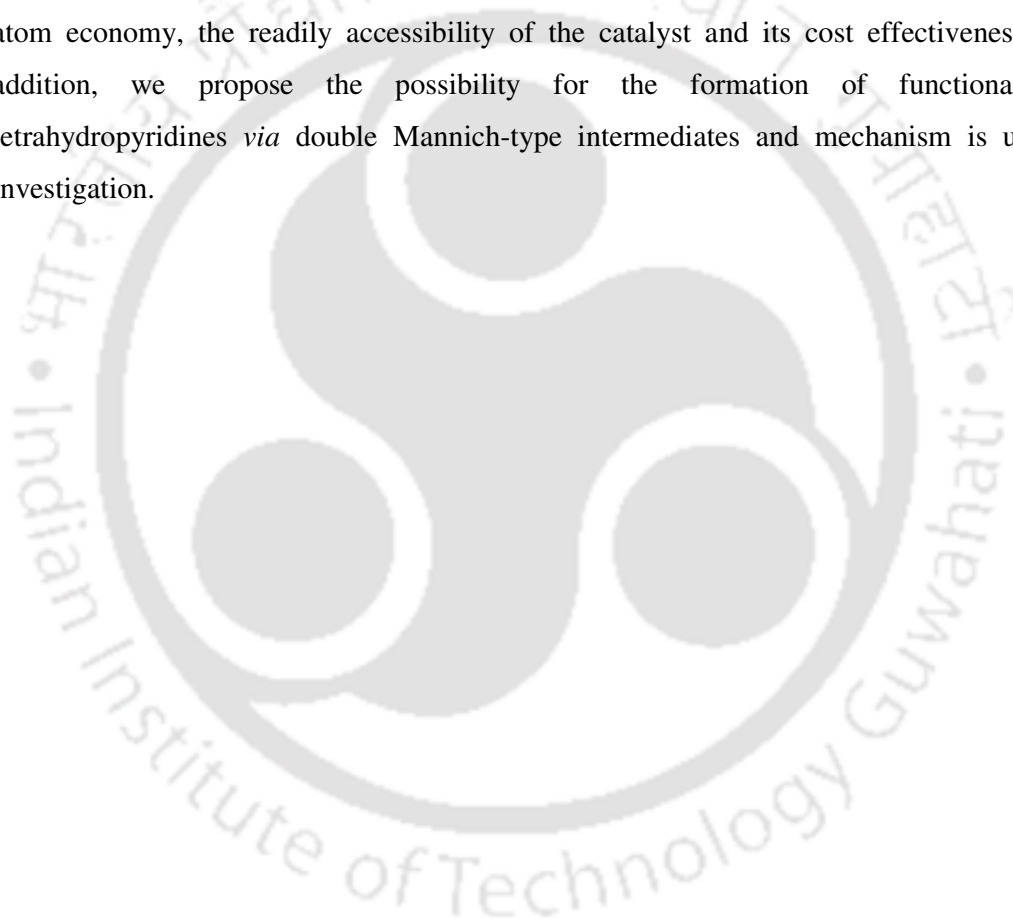 atom economy, the readily accessibility of the catalyst and its cost effectivenes
addition, we propose the possibility for the formation of functiona
etrahydropyridines via double Mannich-type intermediates and mechanism is u
investigation.
Indian Institute of Technology Guwahati